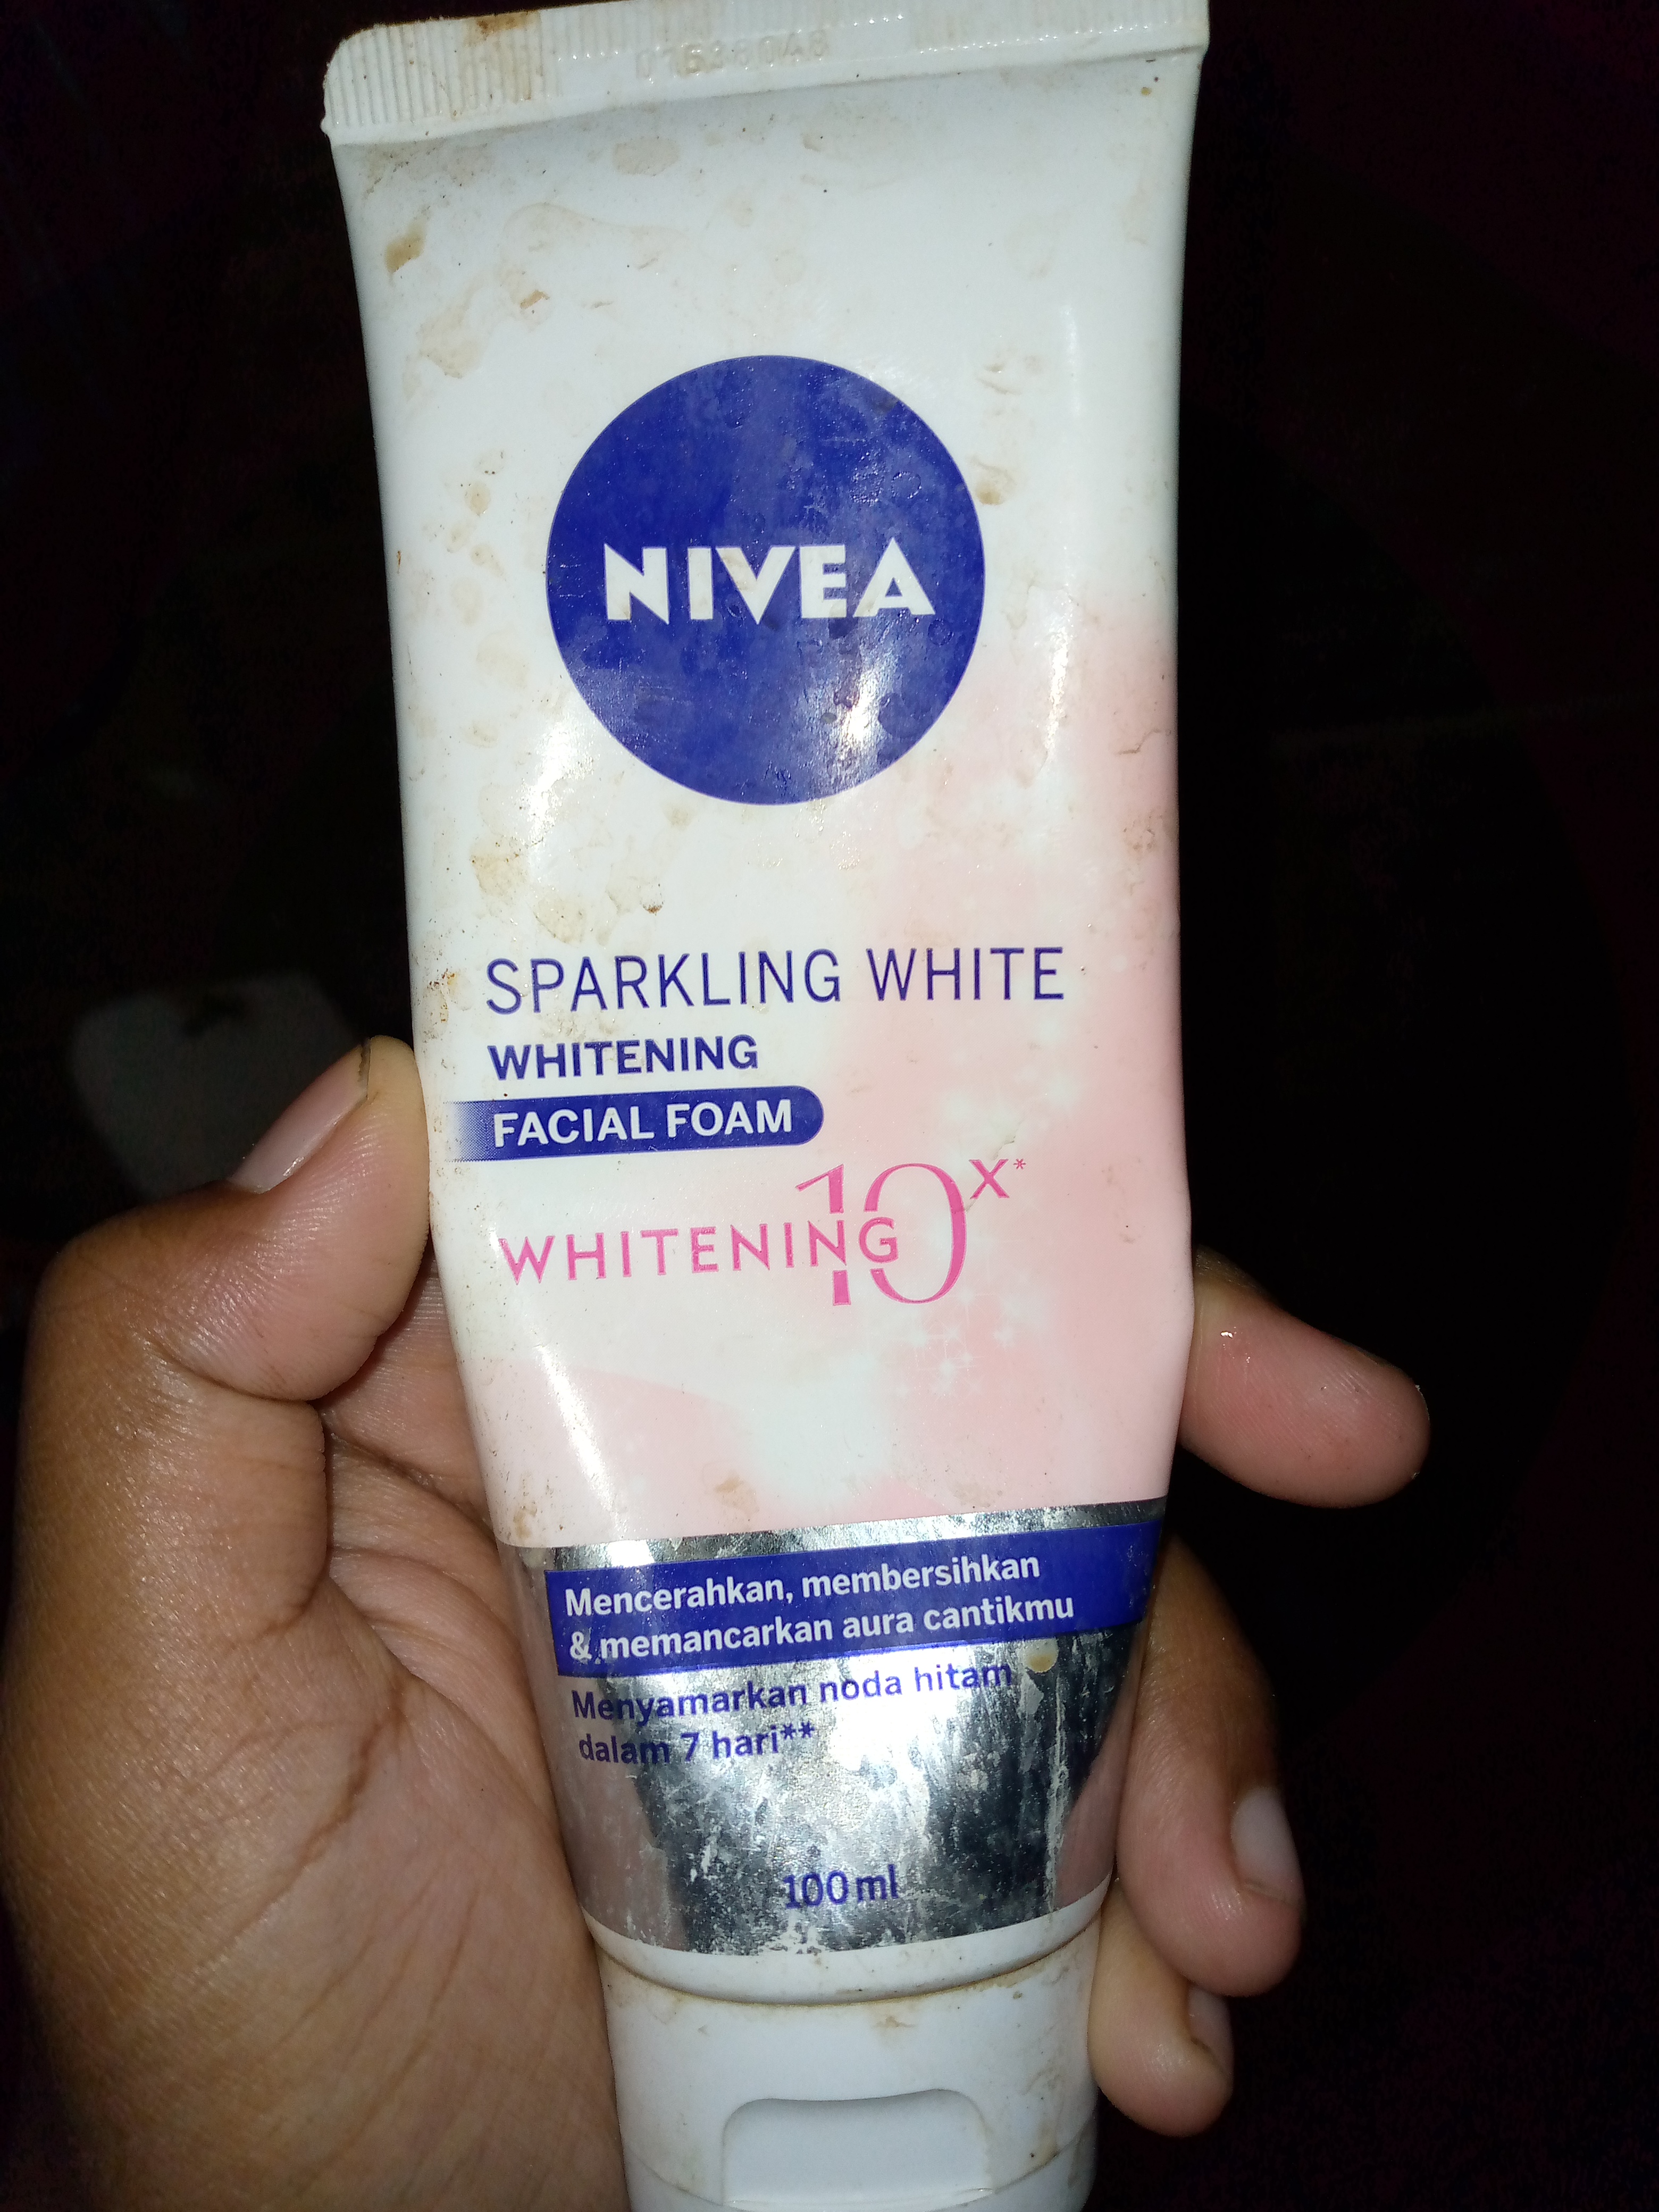 NIVEA
SPARKLING WHITE
WHITENING
FACIAL FOAM
WHITENING 10x*
Mencerahkan, membersihkan
& memancarkan aura cantikmu
Menyamarkan noda hitam
dalam 7 hari**
100 ml